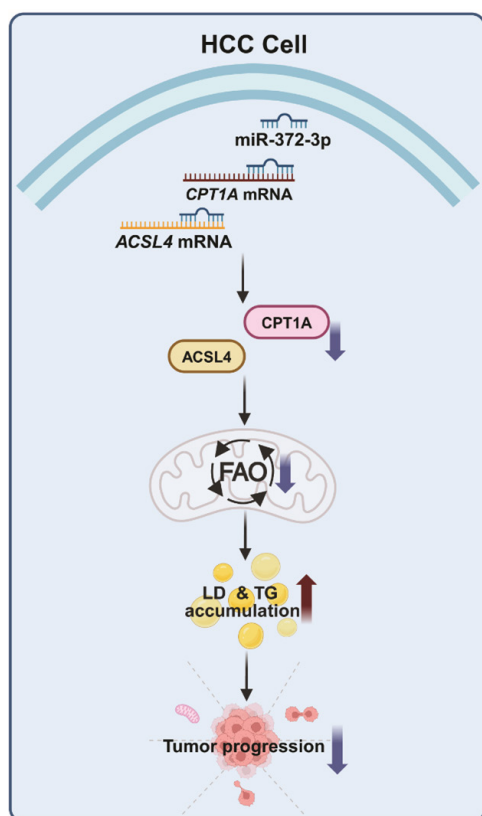 HCC Cell
miR-372-3p
CPT1A mRNA
ACSL4 mRNA
CPT1A
ACSL4
FAO
LD & TG
accumulation
Tumor progression